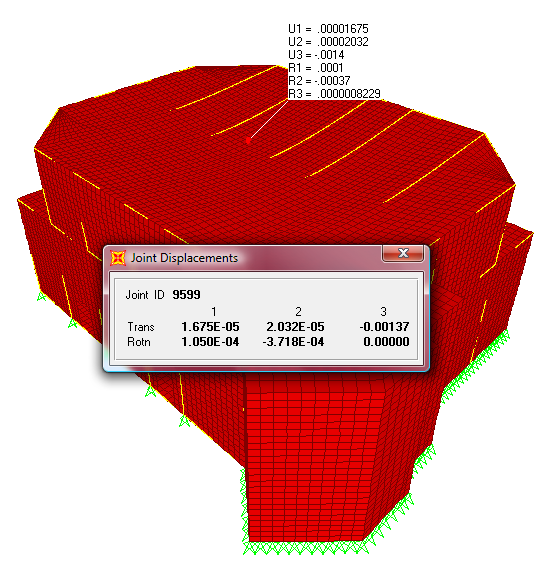 U1 = .00001675
U2 = .00002032
U3 = -.0014
R1 = .0001
R2 = -.00037
R3 = .0000008229
Joint Displacements
Joint ID 9599
1 2 3
Trans 1.675E-05 2.032E-05 -0.00137
Rotn 1.050E-04 -3.718E-04 0.00000